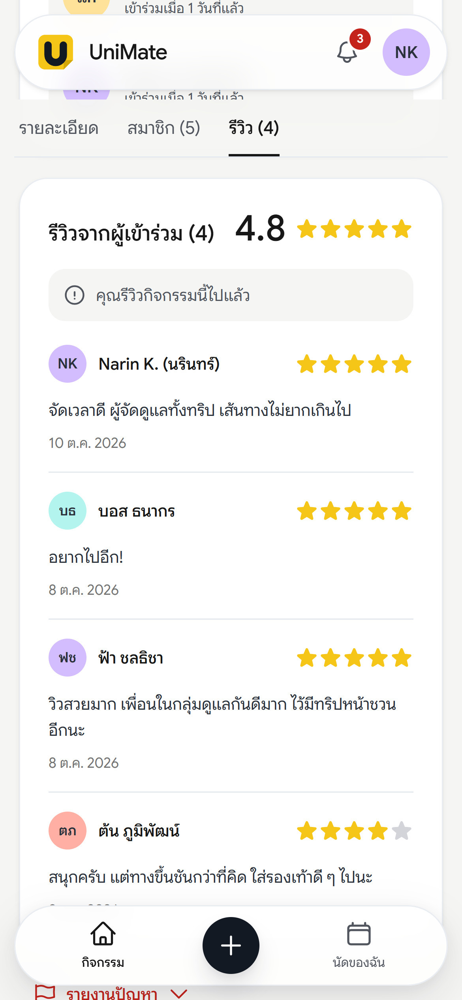 เข้าร่วมเมื่อ 1 วันที่แล้ว
UniMate
3
NK
เข้าร่วมเมื่อ 1 วันที่แล้ว
รายละเอียด
สมาชิก (5)
รีวิว (4)
รีวิวจากผู้เข้าร่วม (4)
4.8
คุณรีวิวกิจกรรมนี้ไปแล้ว
NK
Narin K. (นรินทร์)
จัดเวลาดี ผู้จัดดูแลทั้งทริป เส้นทางไม่ยากเกินไป
10 ต.ค. 2026
บธ
บอส ธนากร
อยากไปอีก!
8 ต.ค. 2026
ฟช
ฟ้า ชลธิชา
วิวสวยมาก เพื่อนในกลุ่มดูแลกันดีมาก ไว้มีทริปหน้าชวน
อีกนะ
8 ต.ค. 2026
ตภ
ต้น ภูมิพัฒน์
สนุกครับ แต่ทางขึ้นชันกว่าที่คิด ใส่รองเท้าดี ๆ ไปนะ
กิจกรรม
นัดของฉัน
รายงานปัญหา